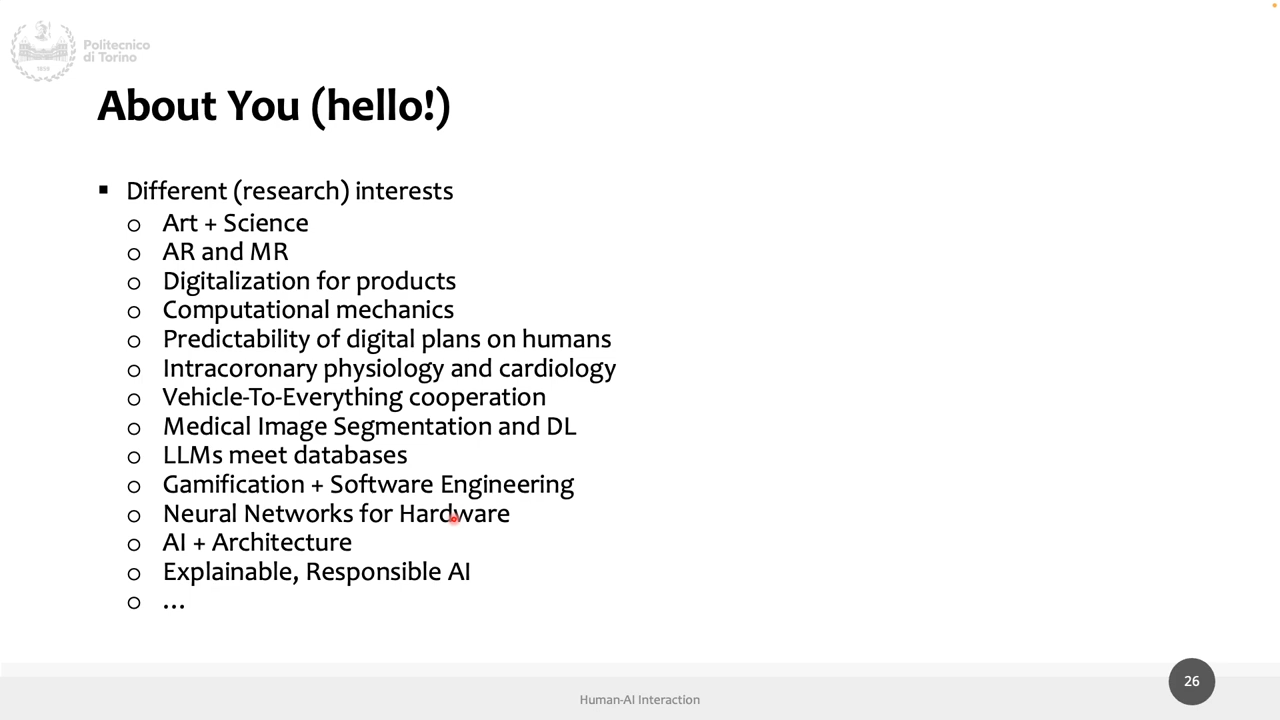 Politecnico
di Torino
1859
About You (hello!)
▪ Different (research) interests
o Art + Science
o AR and MR
o Digitalization for products
o Computational mechanics
o Predictability of digital plans on humans
o Intracoronary physiology and cardiology
o Vehicle-To-Everything cooperation
o Medical Image Segmentation and DL
o LLMs meet databases
o Gamification + Software Engineering
o Neural Networks for Hardware
o AI + Architecture
o Explainable, Responsible AI
o ...
Human-AI Interaction
26